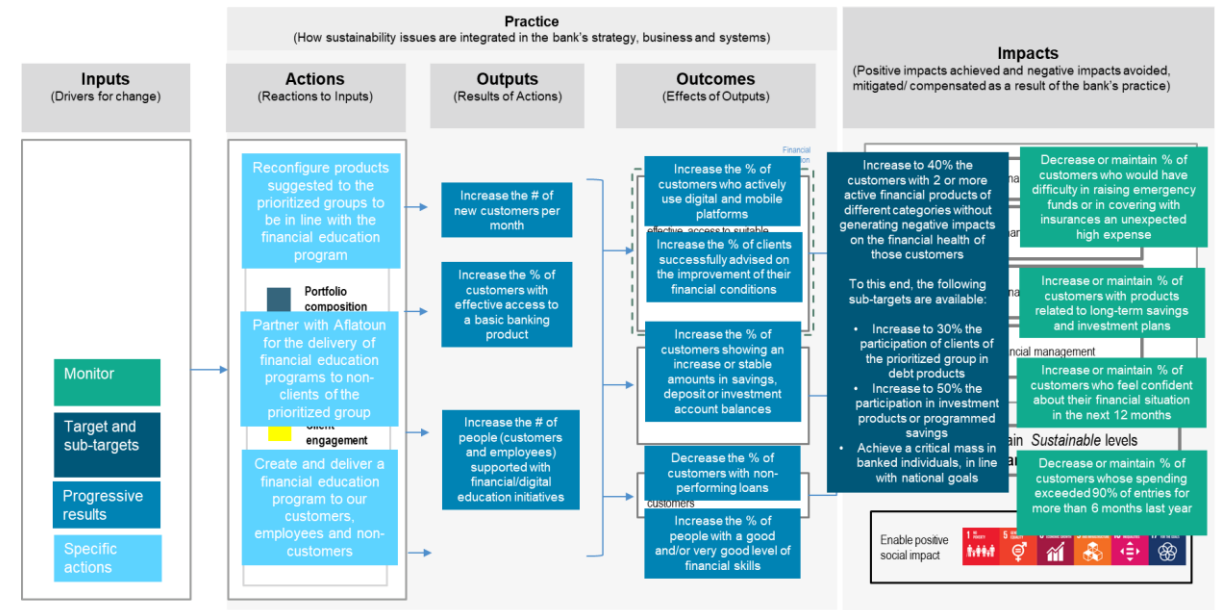 Practice
(How sustainability issues are integrated in the bank's strategy, business and systems)
Inputs
(Drivers for change)
Actions
(Reactions to Inputs)
Outputs
(Results of Actions)
Outcomes
(Effects of Outputs)
Impacts
(Positive impacts achieved and negative impacts avoided,
mitigated/ compensated as a result of the bank's practice)
Monitor
Target and
sub-targets
Progressive
results
Specific
actions
Reconfigure products
suggested to the
prioritized groups to
be in line with the
financial education
program
Portfolio
composition
Partner with Aflatoun
for the delivery of
financial education
programs to non-
clients of the
prioritized group
Client
engagement
Create and deliver a
financial education
program to our
customers,
employees and non-
customers
Increase the # of
new customers per
month
Increase the % of
customers with
effective access to
a basic banking
product
Increase the # of
people (customers
and employees)
supported with
financial/digital
education initiatives
Financial
Increase the % of
customers who actively
use digital and mobile
platforms
effective access to suitable
Increase the % of clients
successfully advised on
the improvement of their
financial conditions
Increase the % of
customers showing an
increase or stable
amounts in savings,
deposit or investment
account balances
Decrease the % of
customers with non-
performing loans
customers
Increase the % of
people with a good
and/or very good level of
financial skills
Increase to 40% the
customers with 2 or more
active financial products of
different categories without
generating negative impacts
on the financial health of
those customers
To this end, the following
sub-targets are available:
• Increase to 30% the
participation of clients of
the prioritized group in
debt products
• Increase to 50% the
participation in investment
products or programmed
savings
• Achieve a critical mass in
banked individuals, in line
with national goals
Decrease or maintain % of
customers who would have
difficulty in raising emergency
funds or in covering with
insurances an unexpected
high expense
Increase or maintain % of
customers with products
related to long-term savings
and investment plans
management
Increase or maintain % of
customers who feel confident
about their financial situation
in the next 12 months
Sustainable levels
Decrease or maintain % of
customers whose spending
exceeded 90% of entries for
more than 6 months last year
Enable positive
social impact
1
5